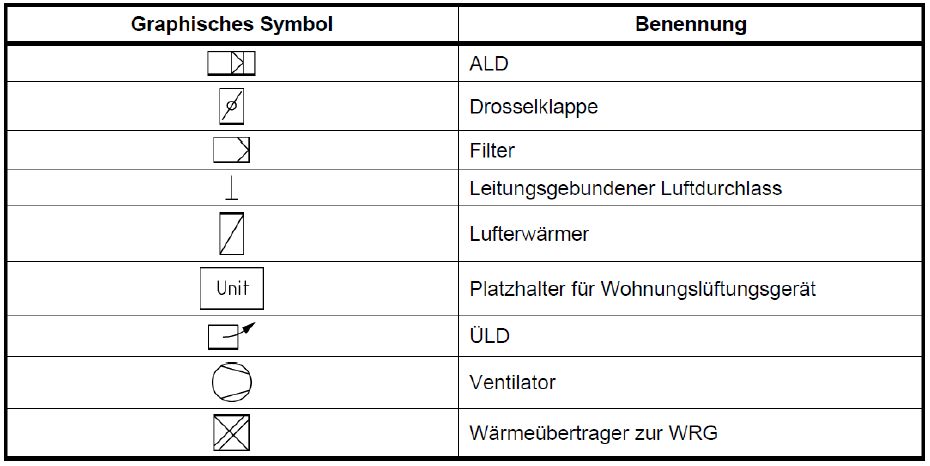 Graphisches Symbol Benennung
ALD
Drosselklappe
Filter
Leitungsgebundener Luftdurchlass
Lufterwärmer
Unit Platzhalter für Wohnungslüftungsgerät
ÜLD
Ventilator
Wärmeübertrager zur WRG